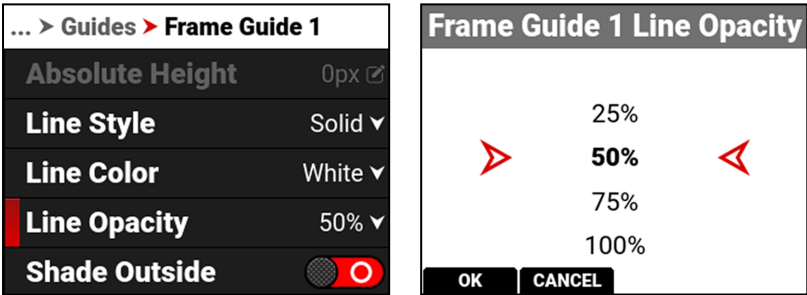 ... > Guides > Frame Guide 1
Absolute Height 0px
Line Style Solid
Line Color White
Line Opacity 50%
Shade Outside
Frame Guide 1 Line Opacity
25%
50%
75%
100%
OK CANCEL